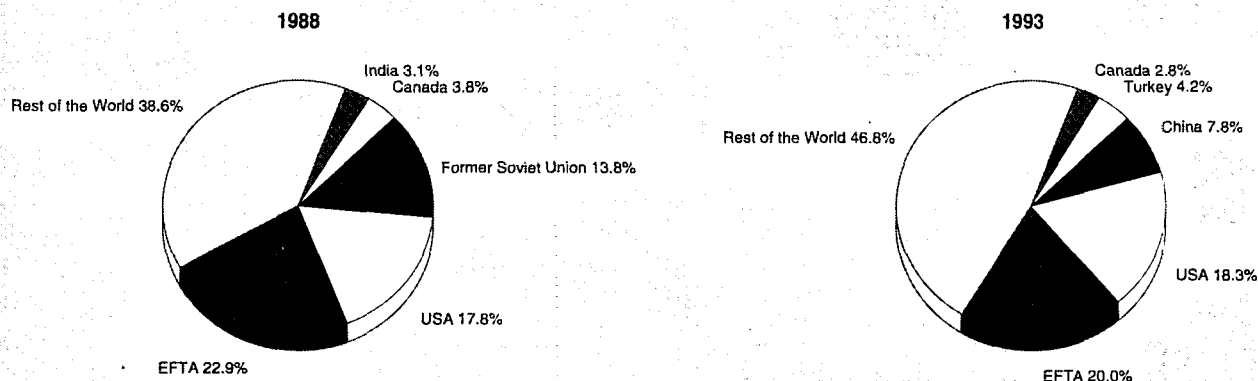 1988
India 3.1%
Canada 3.8%
Rest of the World 38.6%
Former Soviet Union 13.8%
USA 17.8%
EFTA 22.9%
1993
Canada 2.8%
Turkey 4.2%
China 7.8%
Rest of the World 46.8%
USA 18.3%
EFTA 20.0%